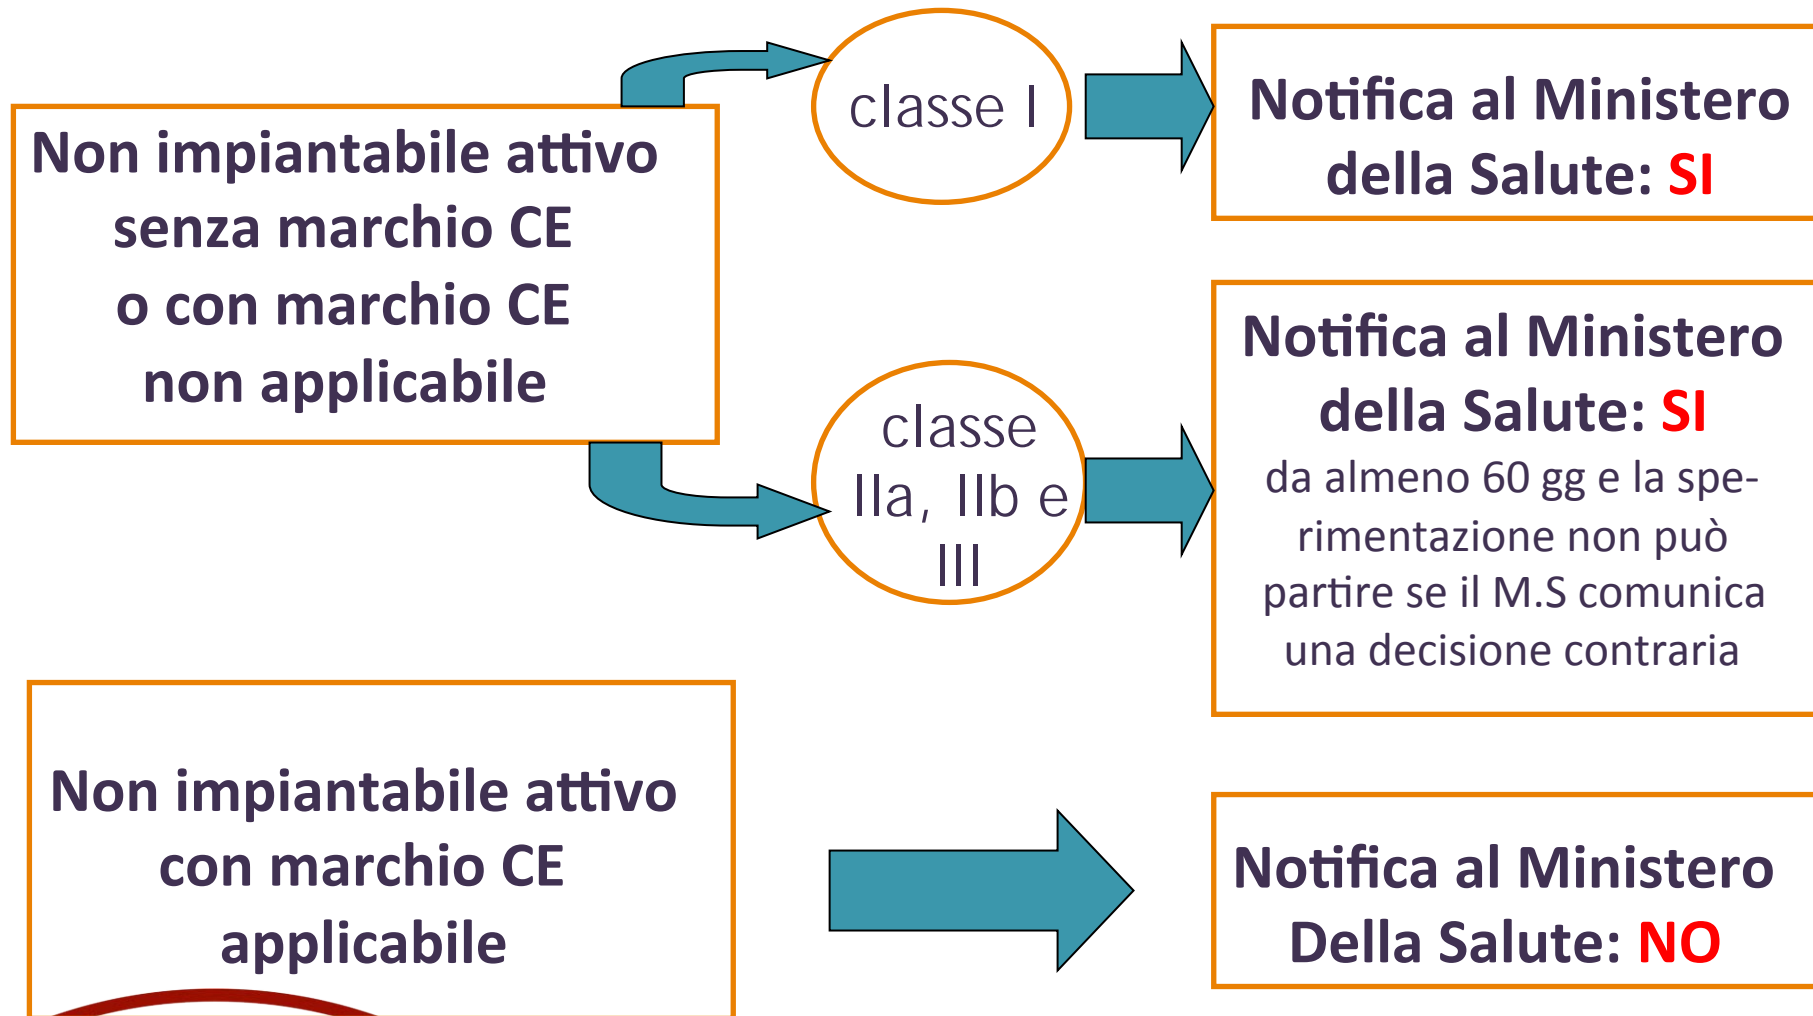 Non impiantabile attivo
senza marchio CE
o con marchio CE
non applicabile
classe I
Notifica al Ministero
della Salute: SI
classe
IIa, IIb e
III
Notifica al Ministero
della Salute: SI
da almeno 60 gg e la spe-
rimentazione non può
partire se il M.S comunica
una decisione contraria
Non impiantabile attivo
con marchio CE
applicabile
Notifica al Ministero
Della Salute: NO